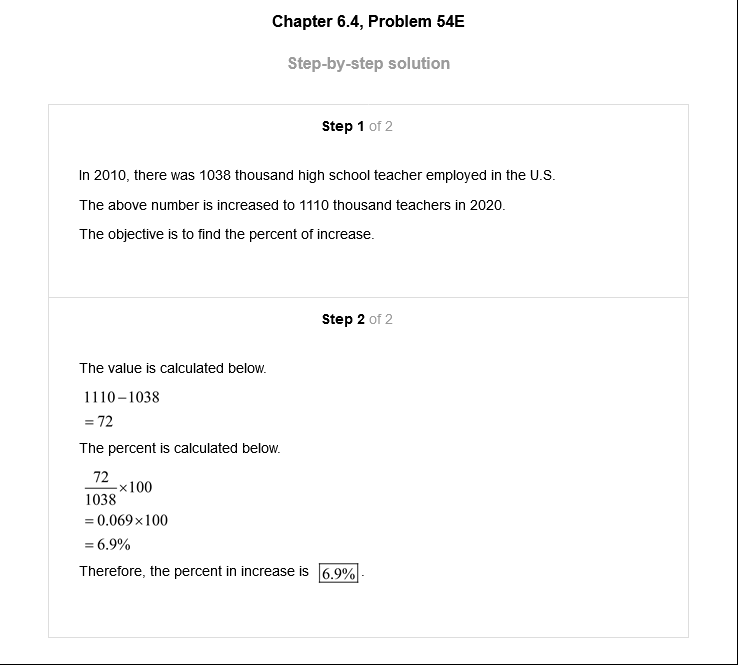 Chapter 6.4, Problem 54E
Step-by-step solution
Step 1 of 2
In 2010, there was 1038 thousand high school teacher employed in the U.S.
The above number is increased to 1110 thousand teachers in 2020.
The objective is to find the percent of increase.
Step 2 of 2
The value is calculated below.
1110−1038
= 72
The percent is calculated below.
72
×100
1038
= 0.069×100
= 6.9%
Therefore, the percent in increase is 6.9% .